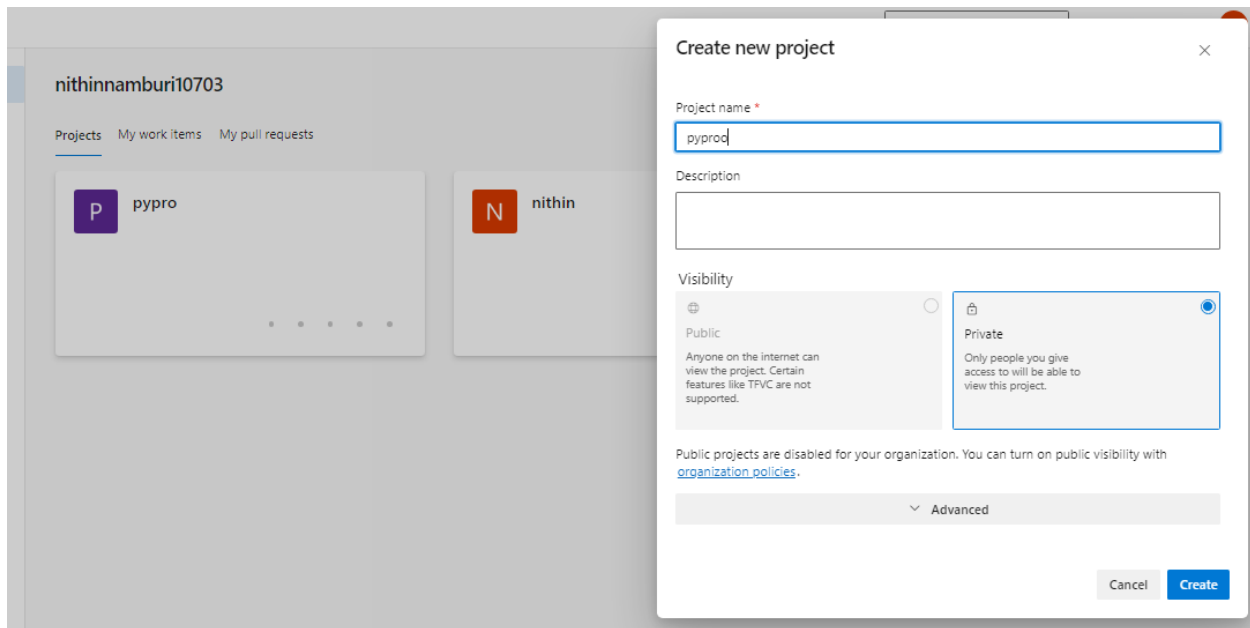 nithinnamburi10703
Projects My work items My pull requests
P pypro
N nithin
Create new project
Project name *
pyproo
Description
Visibility
Public
Anyone on the internet can
view the project. Certain
features like TFVC are not
supported.
Private
Only people you give
access to will be able to
view this project.
Public projects are disabled for your organization. You can turn on public visibility with
organization policies.
Advanced
Cancel Create